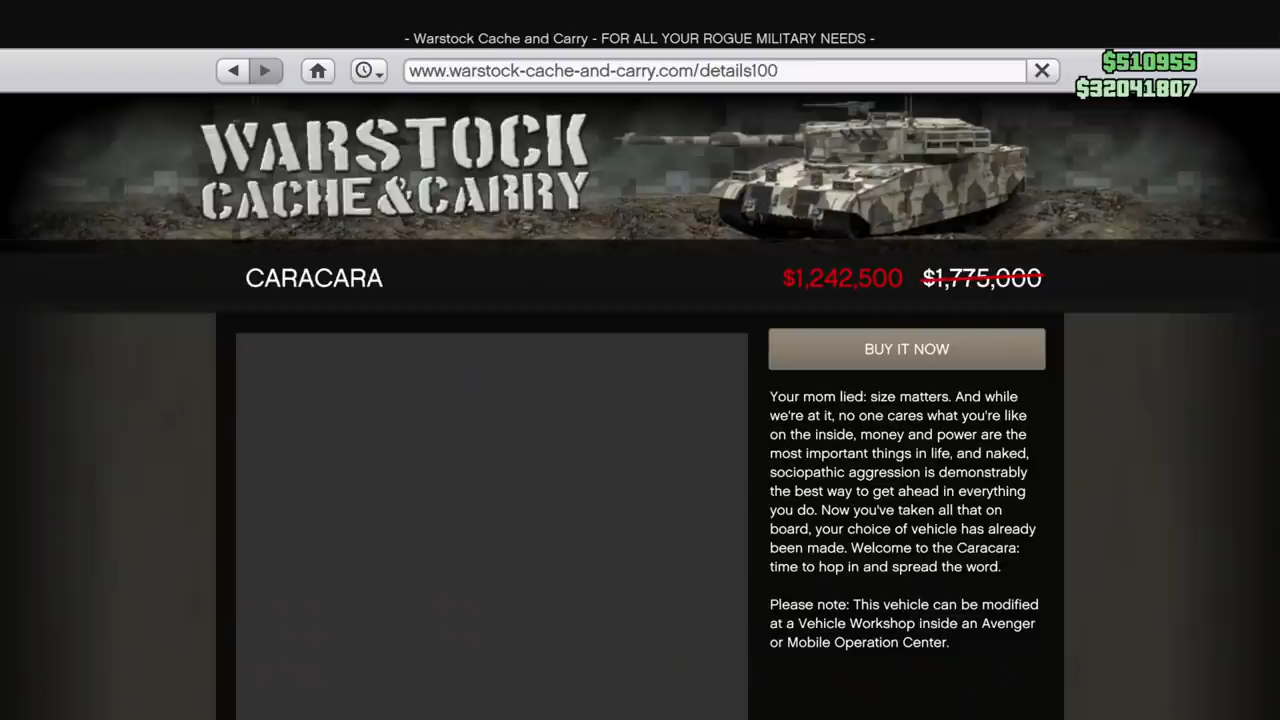 - Warstock Cache and Carry - FOR ALL YOUR ROGUE MILITARY NEEDS -
www.warstock-cache-and-carry.com/details100
$510955
$32041807
WARSTOCK
CACHE&CARRY
CARACARA
$1,242,500 $1,775,000
BUY IT NOW
Your mom lied: size matters. And while
we're at it, no one cares what you're like
on the inside, money and power are the
most important things in life, and naked,
sociopathic aggression is demonstrably
the best way to get ahead in everything
you do. Now you've taken all that on
board, your choice of vehicle has already
been made. Welcome to the Caracara:
time to hop in and spread the word.
Please note: This vehicle can be modified
at a Vehicle Workshop inside an Avenger
or Mobile Operation Center.